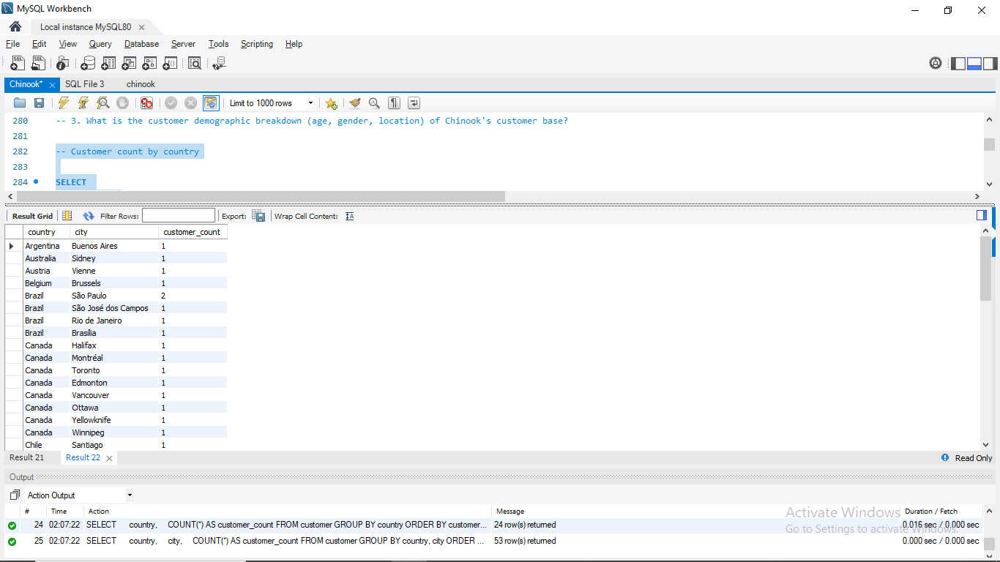 MySQL Workbench
Local instance MySQL80
File Edit View Query Database Server Tools Scripting Help
Chinook* SQL File 3 chinook
Limit to 1000 rows
280 -- 3. What is the customer demographic breakdown (age, gender, location) of Chinook's customer base?
281
282 -- Customer count by country
283
284 SELECT
Result Grid Filter Rows: Export: Wrap Cell Content:
country city customer_count
Argentina Buenos Aires 1
Australia Sidney 1
Austria Vienne 1
Belgium Brussels 1
Brazil São Paulo 2
Brazil São José dos Campos 1
Brazil Rio de Janeiro 1
Brazil Brasília 1
Canada Halifax 1
Canada Montréal 1
Canada Toronto 1
Canada Edmonton 1
Canada Vancouver 1
Canada Ottawa 1
Canada Yellowknife 1
Canada Winnipeg 1
Chile Santiago 1
Result 21 Result 22 Read Only
Output
Action Output
# Time Action Message Duration / Fetch
24 02:07:22 SELECT country, COUNT(*) AS customer_count FROM customer GROUP BY country ORDER BY customer... 24 row(s) returned 0.016 sec / 0.000 sec
25 02:07:22 SELECT country, city, COUNT(*) AS customer_count FROM customer GROUP BY country, city ORDER ... 53 row(s) returned 0.000 sec / 0.000 sec
Activate Windows
Go to Settings to activate Windows.